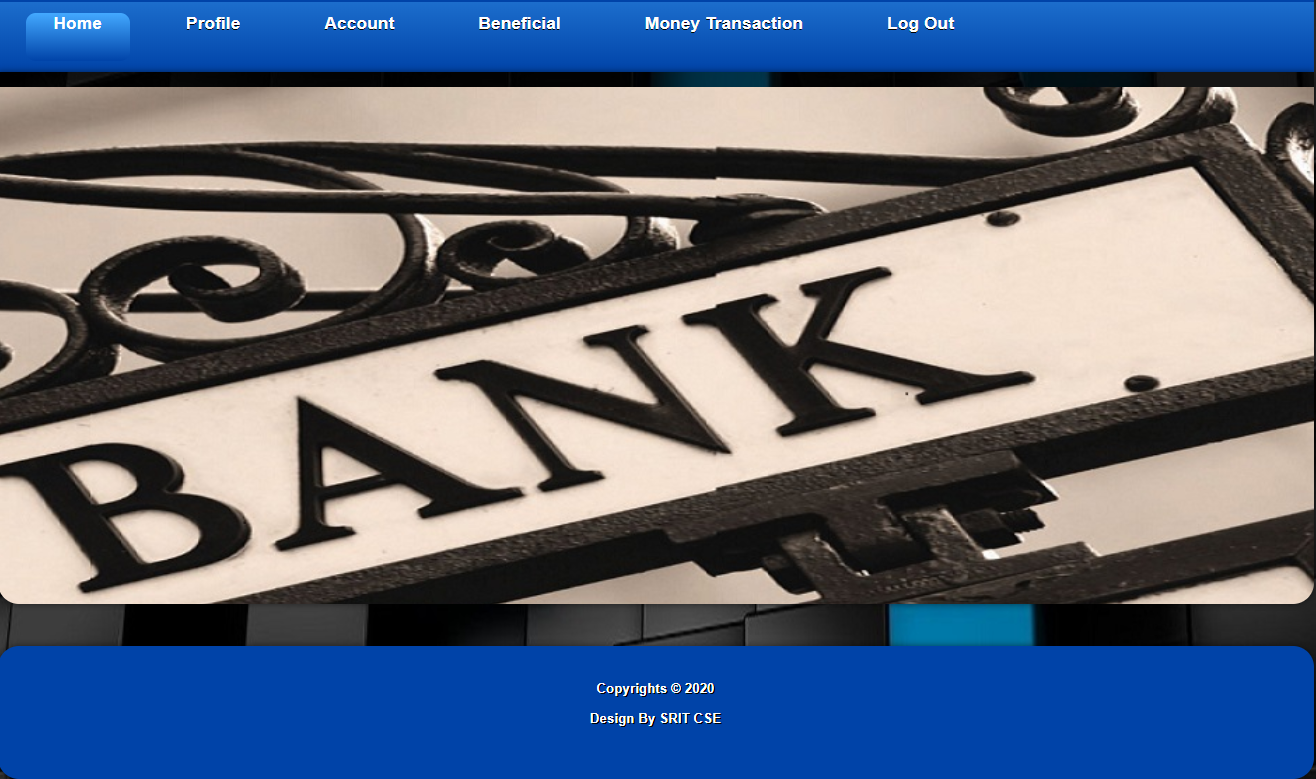 Home Profile Account Beneficial Money Transaction Log Out
BANK
Copyrights © 2020
Design By SRIT CSE